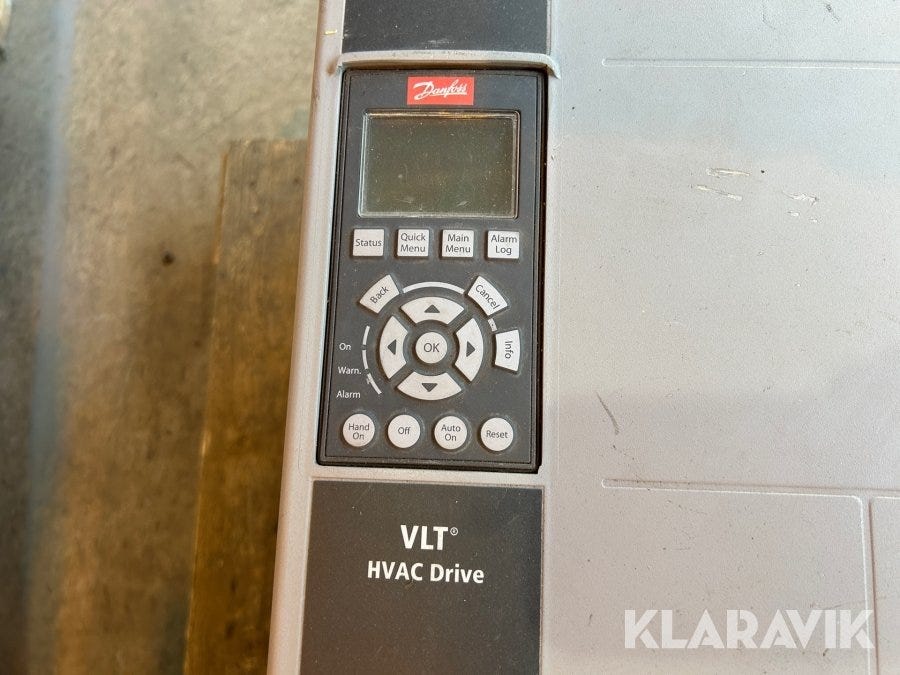 Danfoss
Status
Quick
Menu
Main
Menu
Alarm
Log
Back
Cancel
Info
OK
On
Warn.
Alarm
Hand
On
Off
Auto
On
Reset
VLT®
HVAC Drive
KLARAVIK